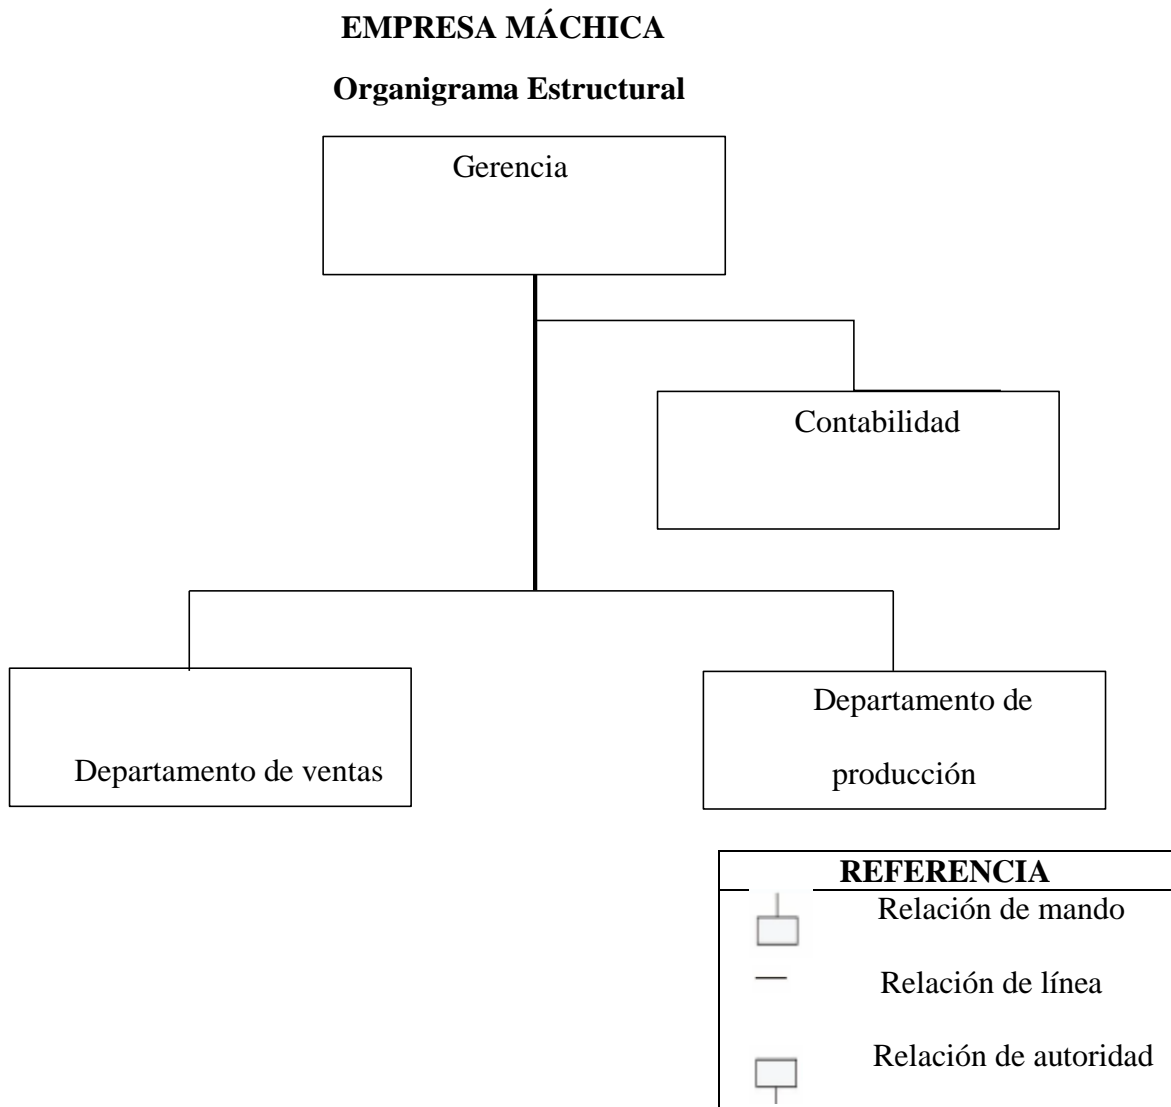 EMPRESA MÁCHICA
Organigrama Estructural
Gerencia
Contabilidad
Departamento de ventas
Departamento de
producción
REFERENCIA
Relación de mando
Relación de línea
Relación de autoridad